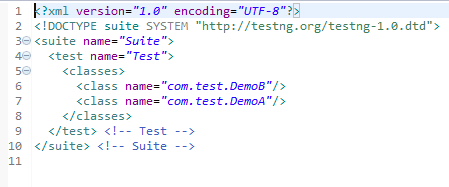 1 <?xml version="1.0" encoding="UTF-8"?>
2 <!DOCTYPE suite SYSTEM "http://testng.org/testng-1.0.dtd">
3 <suite name="Suite">
4 <test name="Test">
5 <classes>
6 <class name="com.test.DemoB"/>
7 <class name="com.test.DemoA"/>
8 </classes>
9 </test> <!-- Test -->
10 </suite> <!-- Suite -->
11